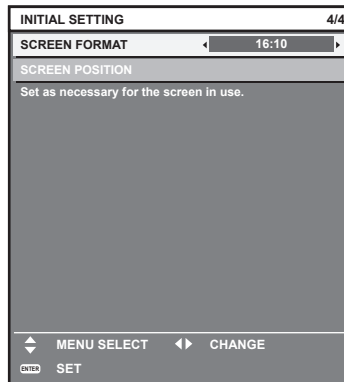 INITIAL SETTING 4/4
SCREEN FORMAT 16:10
SCREEN POSITION
Set as necessary for the screen in use.
MENU SELECT CHANGE
ENTER SET